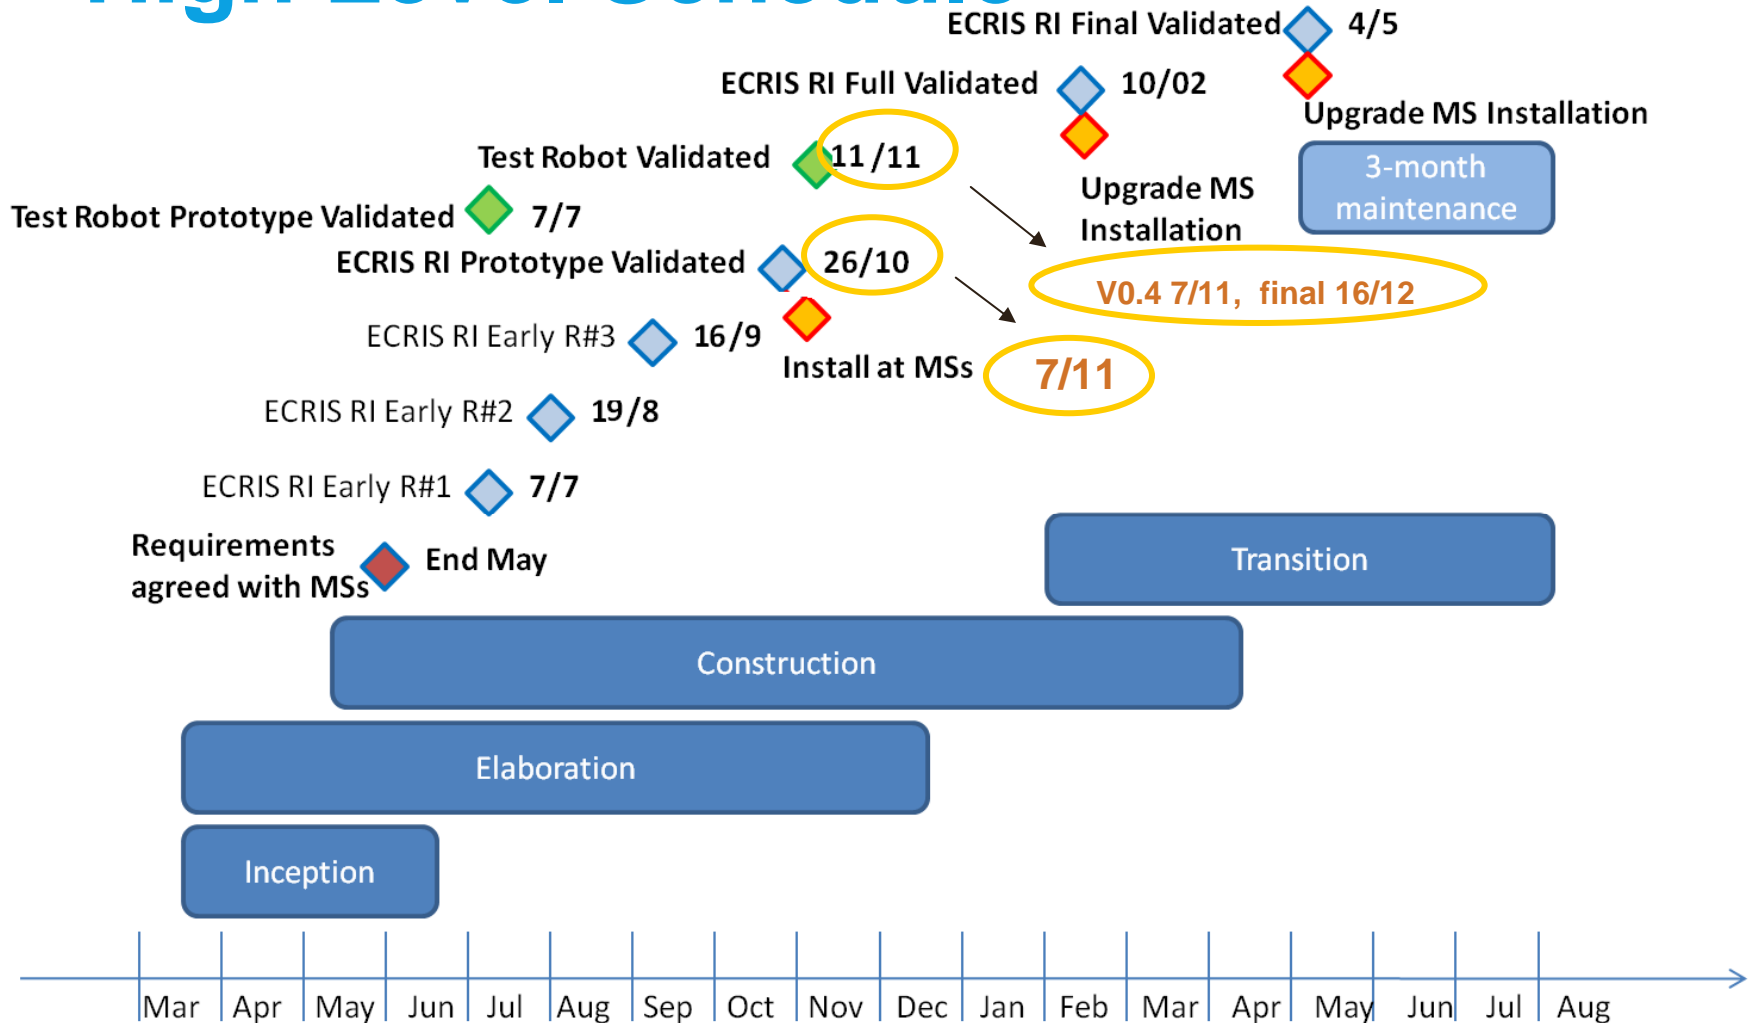 High Level Schedule
ECRIS RI Final Validated 4/5
ECRIS RI Full Validated 10/02
Upgrade MS Installation
Test Robot Validated 11/11
3-month
maintenance
Upgrade MS
Installation
Test Robot Prototype Validated 7/7
ECRIS RI Prototype Validated 26/10
V0.4 7/11, final 16/12
ECRIS RI Early R#3 16/9
Install at MSs
7/11
ECRIS RI Early R#2 19/8
ECRIS RI Early R#1 7/7
Requirements
agreed with MSs
End May
Transition
Construction
Elaboration
Inception
Mar Apr May Jun Jul Aug Sep Oct Nov Dec Jan Feb Mar Apr May Jun Jul Aug